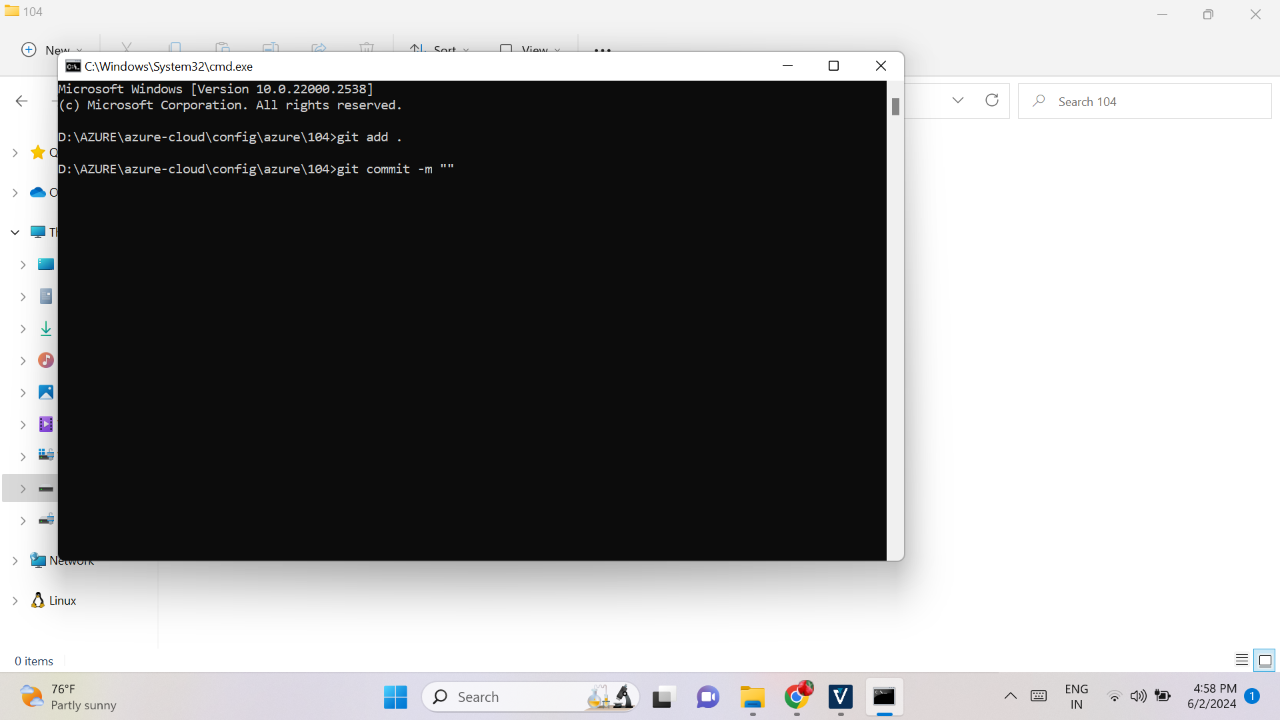 104
New
Sort
View
C:\Windows\System32\cmd.exe
Search 104
Microsoft Windows [Version 10.0.22000.2538]
(c) Microsoft Corporation. All rights reserved.
D:\AZURE\azure-cloud\config\azure\104>git add .
D:\AZURE\azure-cloud\config\azure\104>git commit -m ""
Network
Linux
0 items
76°F
Partly sunny
Search
ENG
IN
4:58 PM
6/2/2024
1